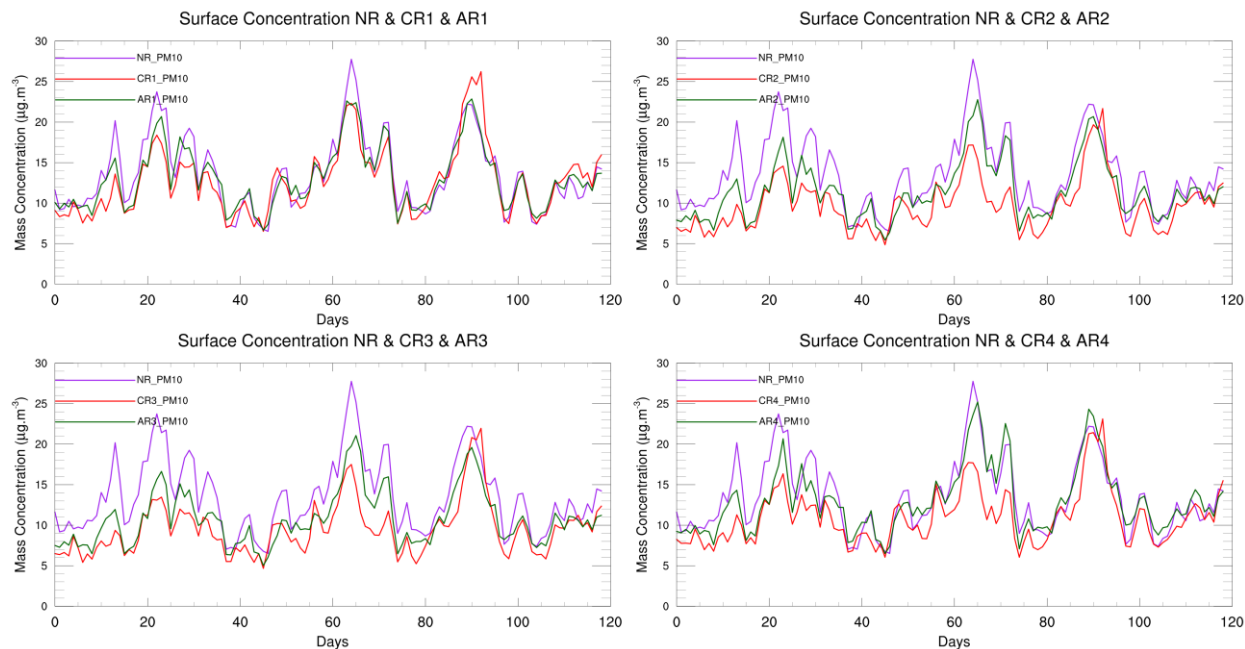 Surface Concentration NR & CR1 & AR1
Mass Concentration (µg.m-3)
30
25
20
15
10
5
0
NR_PM10
CR1_PM10
AR1_PM10
0 20 40 60 80 100 120
Days
Surface Concentration NR & CR2 & AR2
Mass Concentration (µg.m-3)
30
25
20
15
10
5
0
NR_PM10
CR2_PM10
AR2_PM10
0 20 40 60 80 100 120
Days
Surface Concentration NR & CR3 & AR3
Mass Concentration (µg.m-3)
30
25
20
15
10
5
0
NR_PM10
CR3_PM10
AR3_PM10
0 20 40 60 80 100 120
Days
Surface Concentration NR & CR4 & AR4
Mass Concentration (µg.m-3)
30
25
20
15
10
5
0
NR_PM10
CR4_PM10
AR4_PM10
0 20 40 60 80 100 120
Days